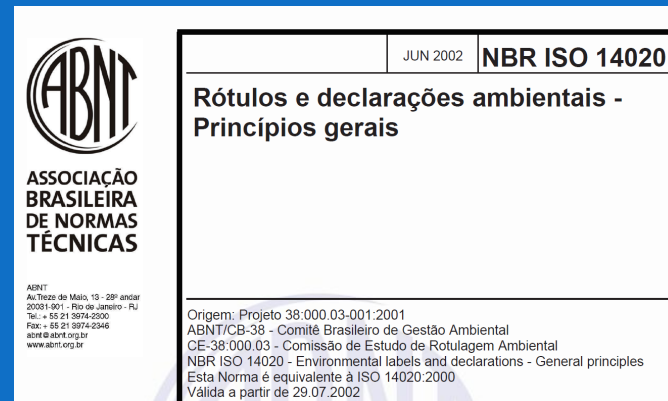 ABNT
ASSOCIAÇÃO
BRASILEIRA
DE NORMAS
TÉCNICAS
ABNT
Av.Treze de Maio, 13 - 28º andar
20031-901 - Rio de Janeiro - RJ
Tel.: + 55 21 3974-2300
Fax: + 55 21 3974-2346
abnt@abnt.org.br
www.abnt.org.br
JUN 2002
NBR ISO 14020
Rótulos e declarações ambientais -
Princípios gerais
Origem: Projeto 38:000.03-001:2001
ABNT/CB-38 - Comitê Brasileiro de Gestão Ambiental
CE-38:000.03 - Comissão de Estudo de Rotulagem Ambiental
NBR ISO 14020 - Environmental labels and declarations - General principles
Esta Norma é equivalente à ISO 14020:2000
Válida a partir de 29.07.2002